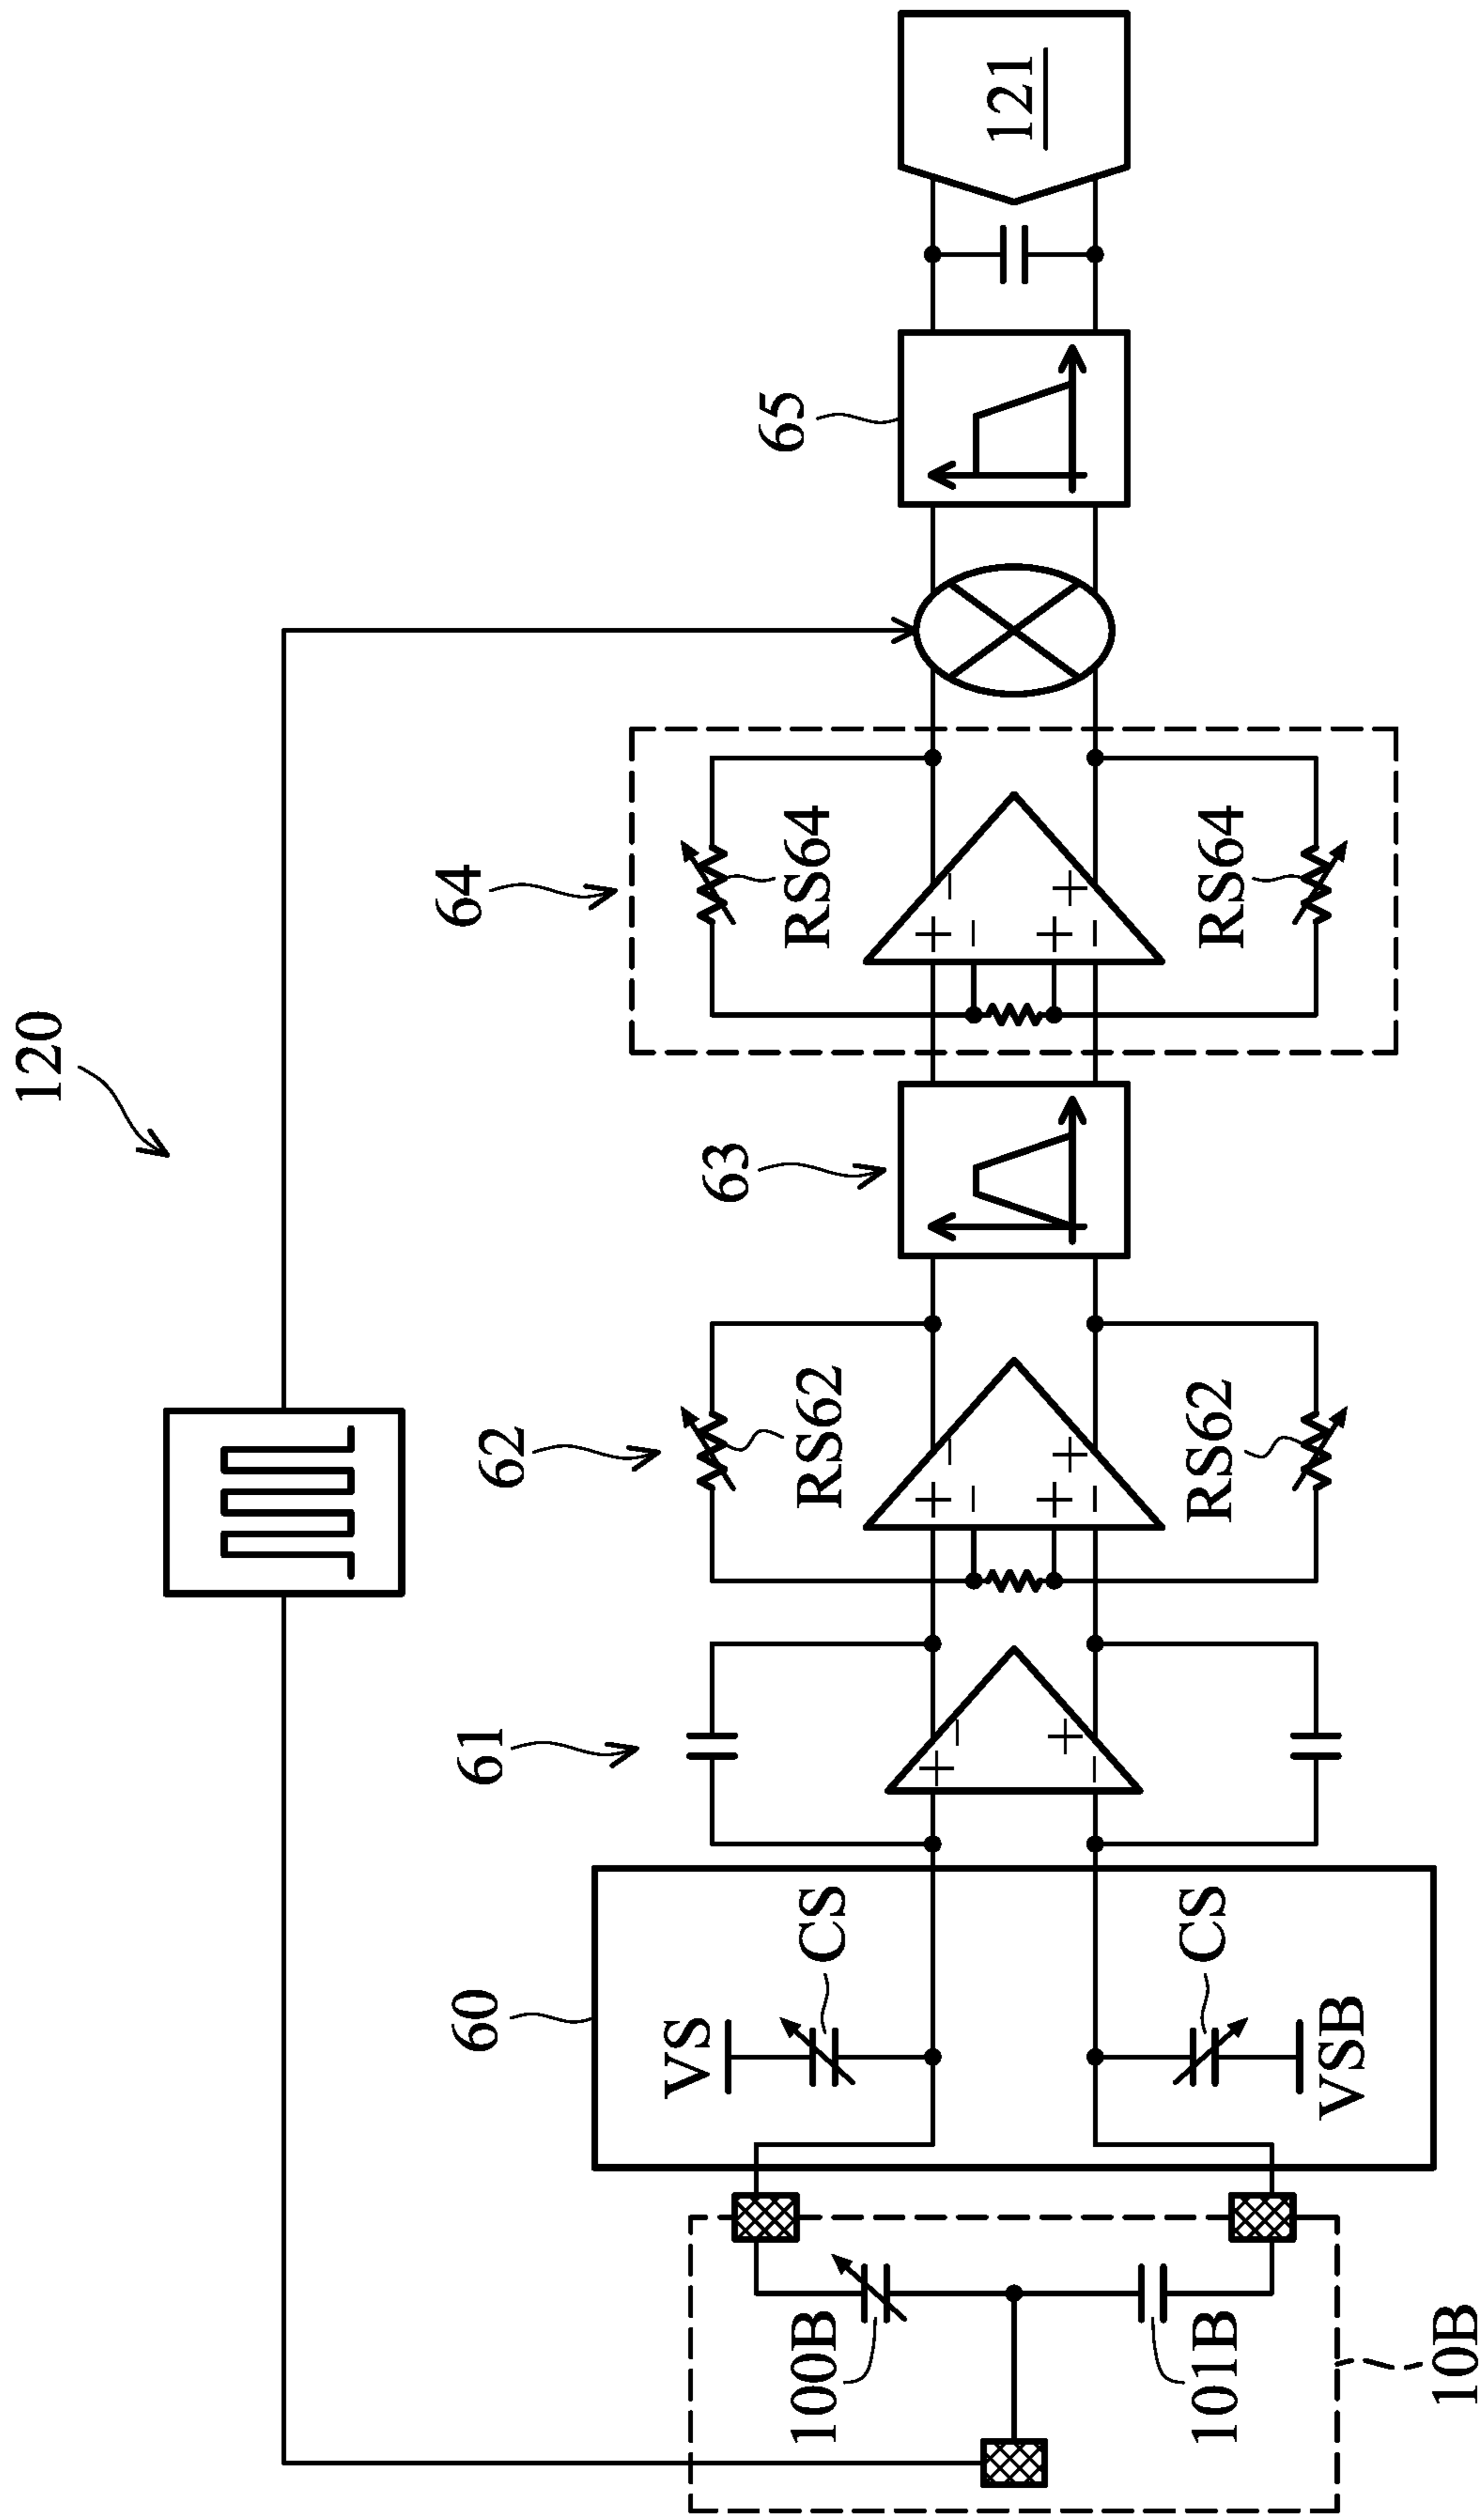 120
60
61
62
63
64
65
VS
CS
RS62
RS64
100B
121
101B
CS
RS62
RS64
VSB
10B
+
−
−
+
+
−
+
−
−
+
+
−
+
−
−
+